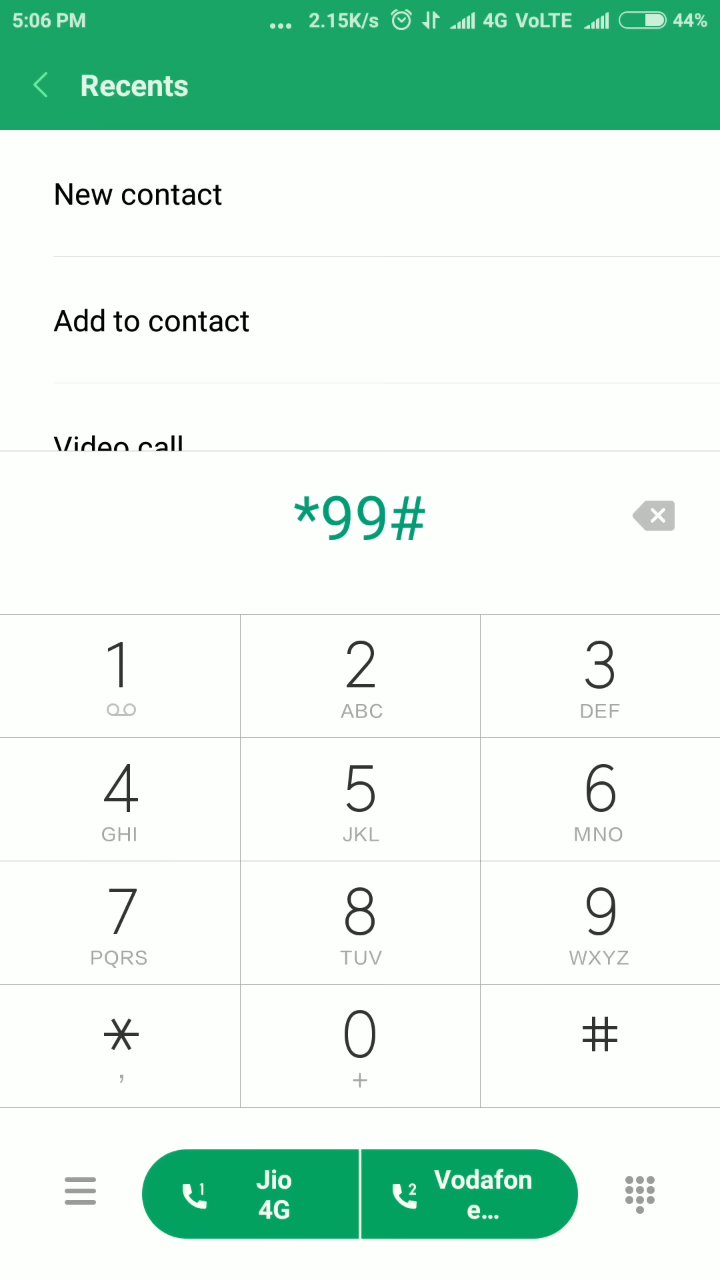 5:06 PM ... 2.15K/s 4G VoLTE 44%
Recents
New contact
Add to contact
Video call
*99#
1 2 3
ABC DEF
4 5 6
GHI JKL MNO
7 8 9
PQRS TUV WXYZ
* 0 #
, +
1 Jio 2 Vodafon
4G e...